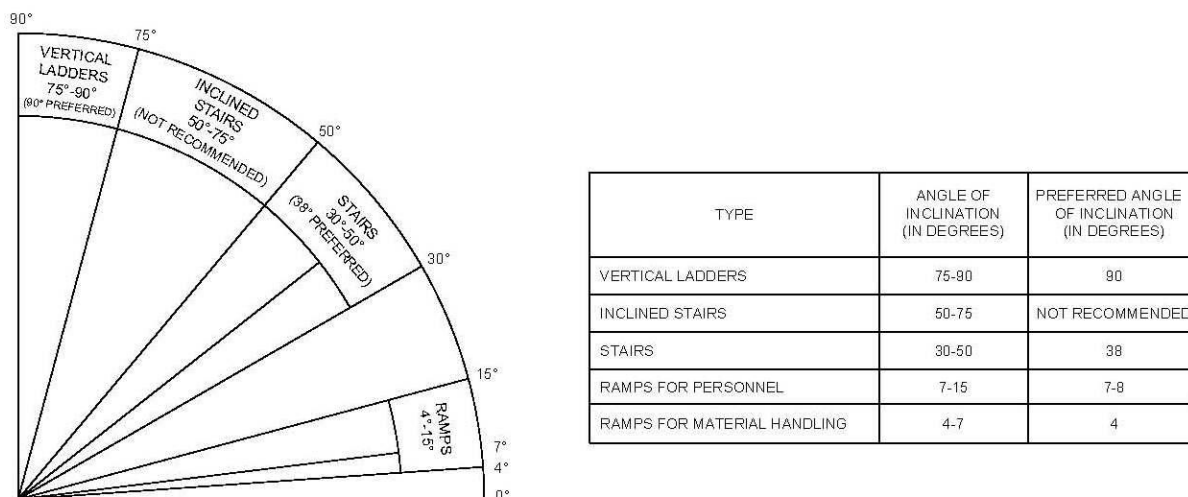 90°
75°
VERTICAL
LADDERS
75°-90°
(90° PREFERRED)
INCLINED
STAIRS
50°-75°
(NOT RECOMMENDED)
50°
STAIRS
30°-50°
(38° PREFERRED)
30°
15°
RAMPS
4°-15°
7°
4°
0°
TYPE
ANGLE OF
INCLINATION
(IN DEGREES)
PREFERRED ANGLE
OF INCLINATION
(IN DEGREES)
VERTICAL LADDERS 75-90 90
INCLINED STAIRS 50-75 NOT RECOMMENDED
STAIRS 30-50 38
RAMPS FOR PERSONNEL 7-15 7-8
RAMPS FOR MATERIAL HANDLING 4-7 4